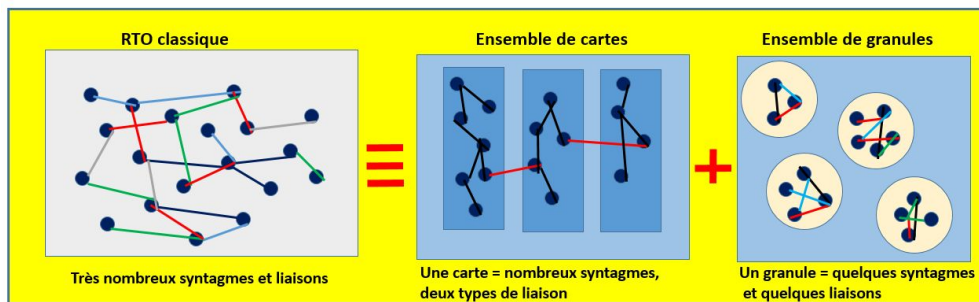 RTO classique
Ensemble de cartes
Ensemble de granules
Très nombreux syntagmes et liaisons
Une carte = nombreux syntagmes,
deux types de liaison
Un granule = quelques syntagmes
et quelques liaisons